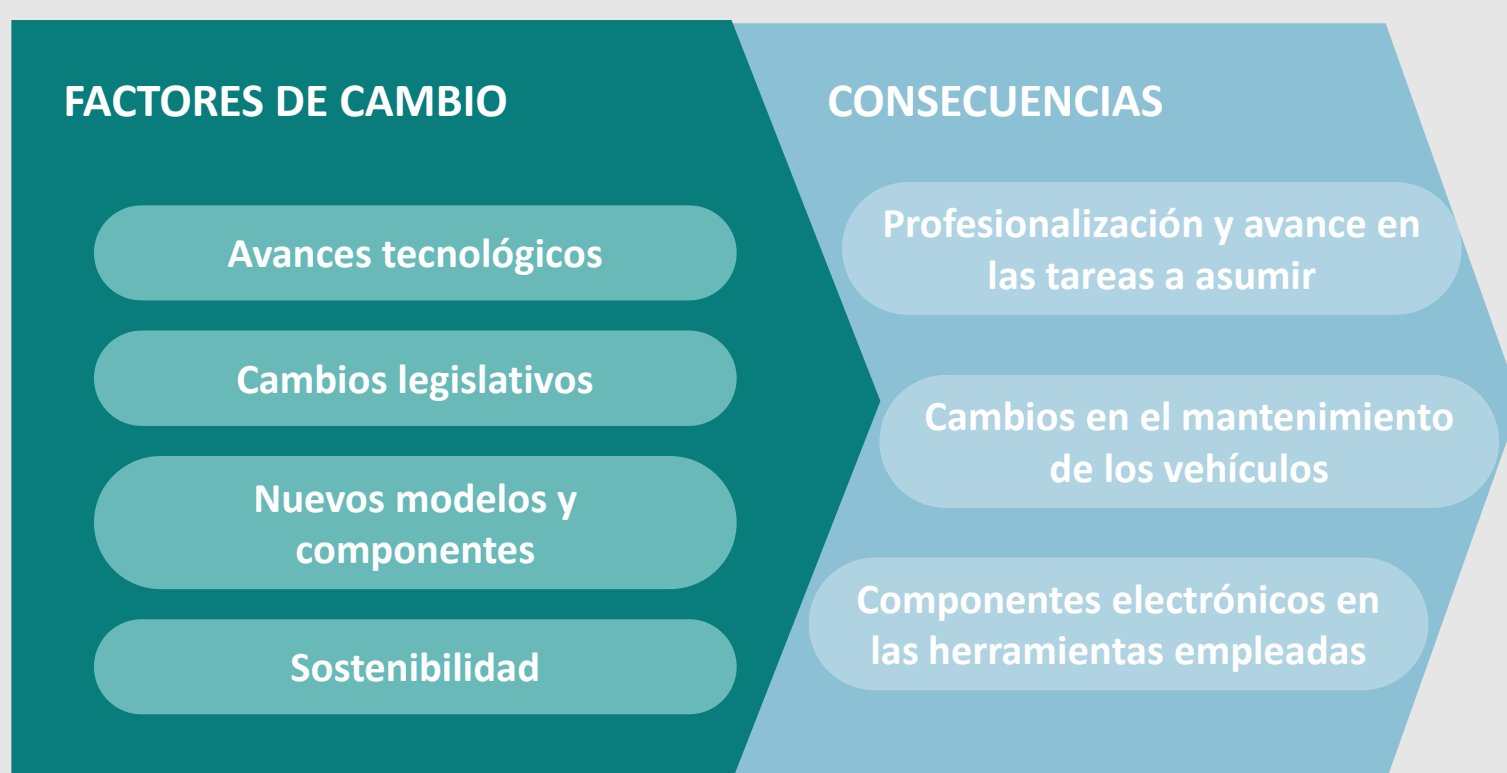 FACTORES DE CAMBIO
Avances tecnológicos
Cambios legislativos
Nuevos modelos y
componentes
Sostenibilidad
CONSECUENCIAS
Profesionalización y avance en
las tareas a asumir
Cambios en el mantenimiento
de los vehículos
Componentes electrónicos en
las herramientas empleadas